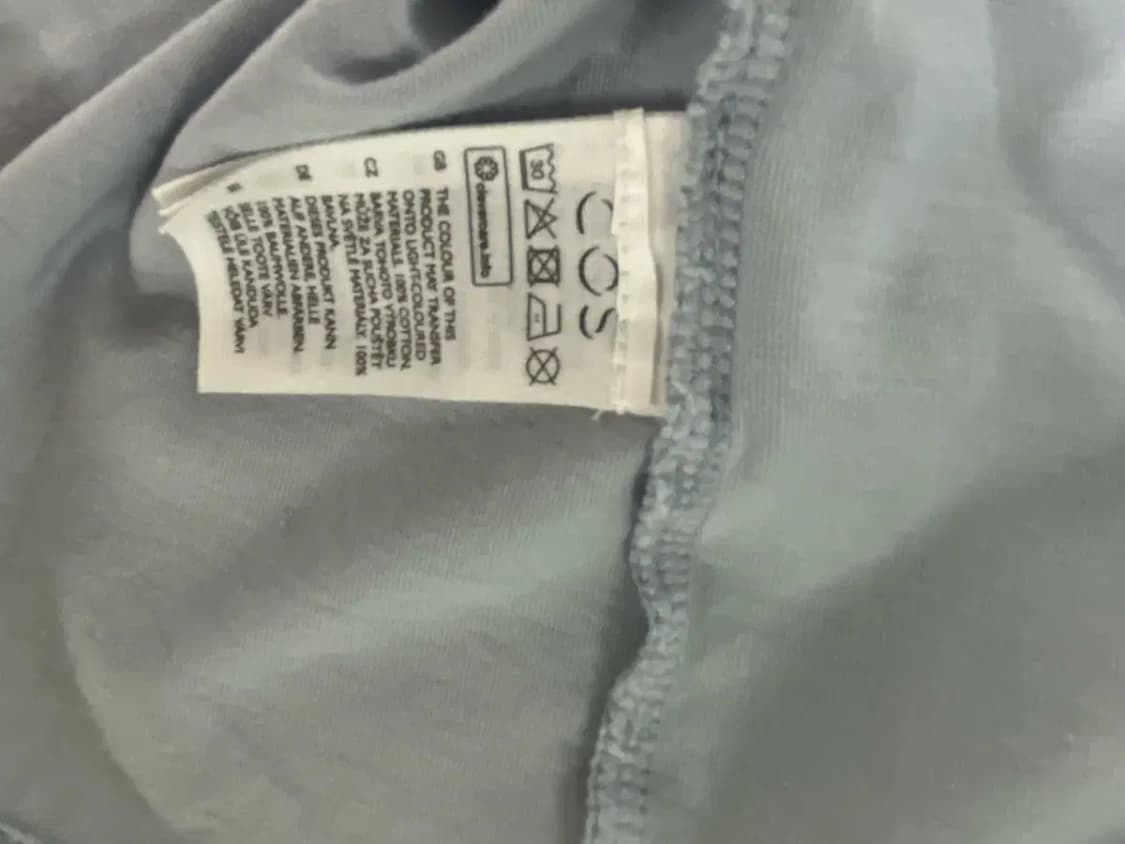 COS
30
clevercare.info
GB THE COLOUR OF THIS
PRODUCT MAY TRANSFER
ONTO LIGHT-COLOURED
MATERIALS. 100% COTTON.
CZ BARVA TOHOTO VÝROBKU
MŮŽE ZA SUCHA POUŠTĚT
NA SVĚTLÉ MATERIÁLY. 100%
BAVLNA.
DE DIESES PRODUKT KANN
AUF ANDERE, HELLE
MATERIALIEN ABFÄRBEN.
100% BAUMWOLLE.
SELLE TOOTE VÄRV
VÕIB ÜLE KANDUDA
TEISTELE HELEDAT VÄRVI